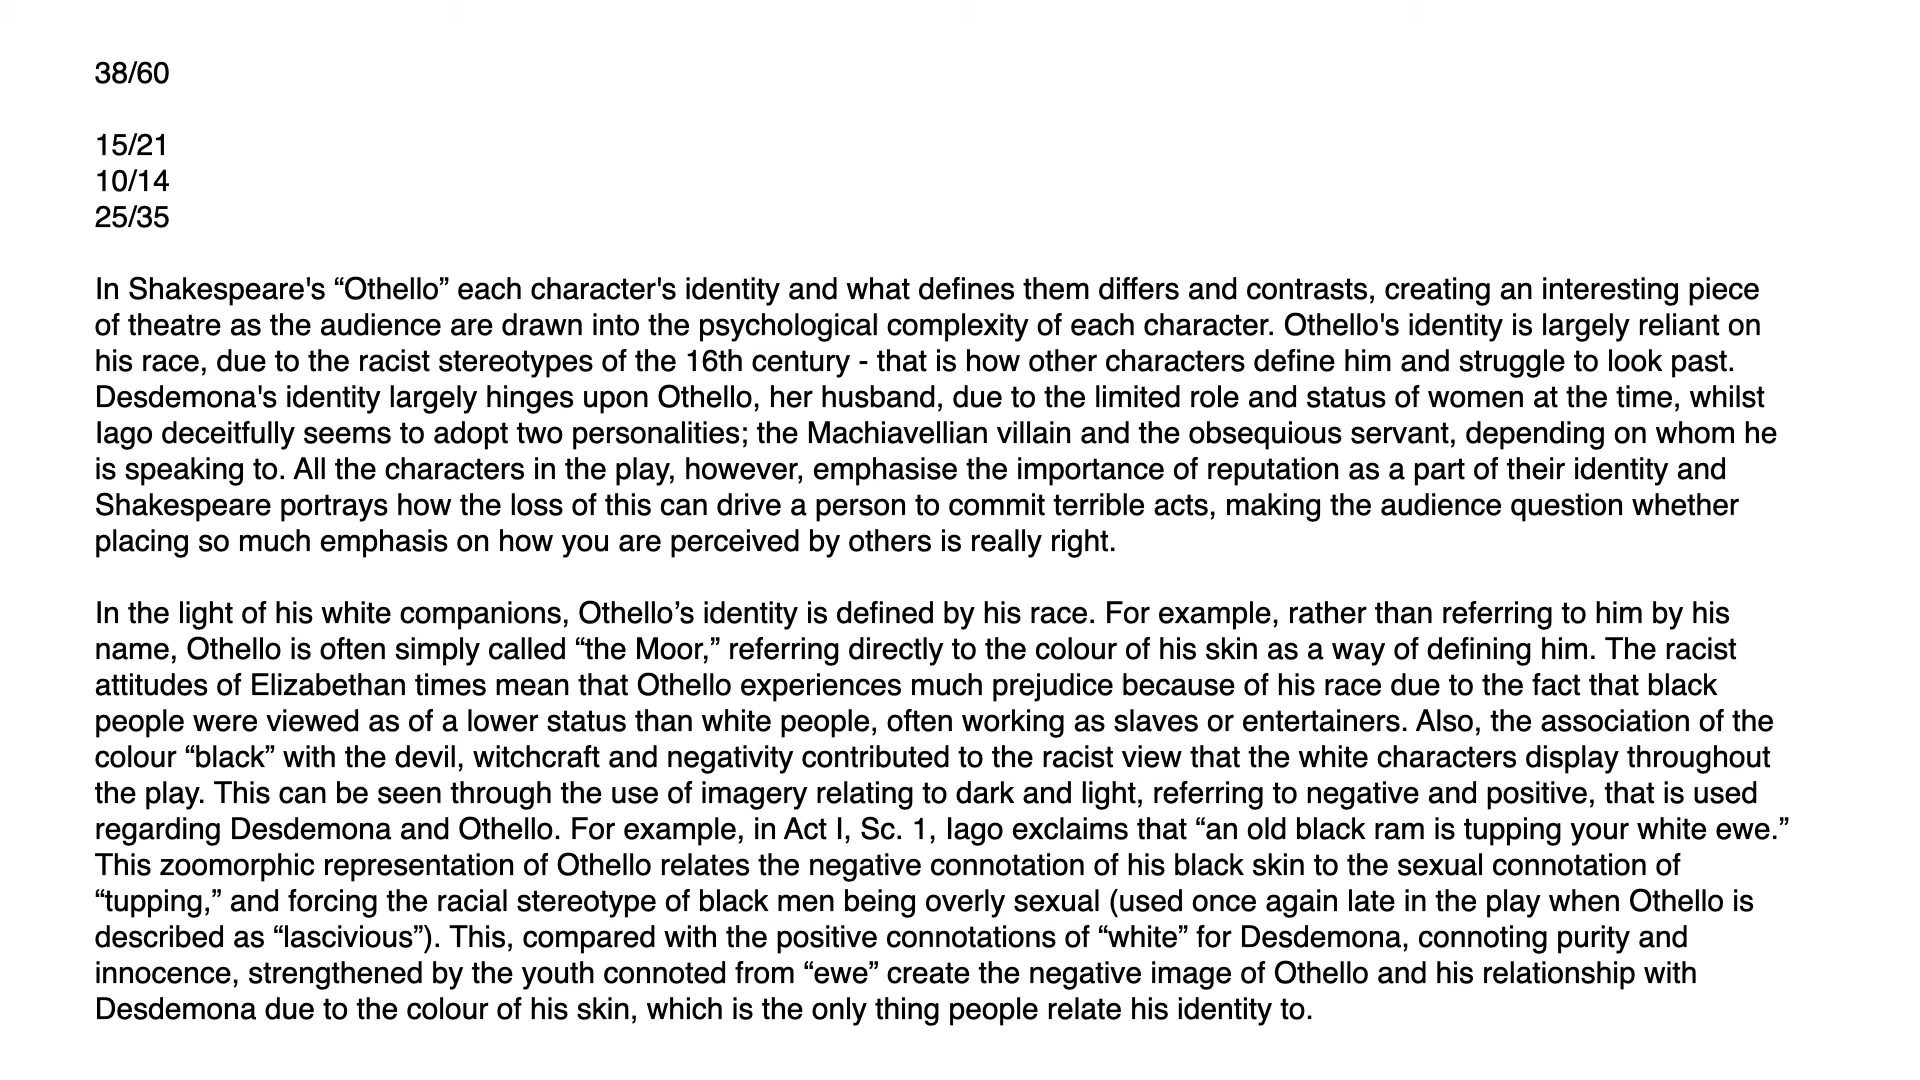 38/60
15/21
10/14
25/35
In Shakespeare's “Othello” each character's identity and what defines them differs and contrasts, creating an interesting piece
of theatre as the audience are drawn into the psychological complexity of each character. Othello's identity is largely reliant on
his race, due to the racist stereotypes of the 16th century - that is how other characters define him and struggle to look past.
Desdemona's identity largely hinges upon Othello, her husband, due to the limited role and status of women at the time, whilst
Iago deceitfully seems to adopt two personalities; the Machiavellian villain and the obsequious servant, depending on whom he
is speaking to. All the characters in the play, however, emphasise the importance of reputation as a part of their identity and
Shakespeare portrays how the loss of this can drive a person to commit terrible acts, making the audience question whether
placing so much emphasis on how you are perceived by others is really right.
In the light of his white companions, Othello’s identity is defined by his race. For example, rather than referring to him by his
name, Othello is often simply called “the Moor,” referring directly to the colour of his skin as a way of defining him. The racist
attitudes of Elizabethan times mean that Othello experiences much prejudice because of his race due to the fact that black
people were viewed as of a lower status than white people, often working as slaves or entertainers. Also, the association of the
colour “black” with the devil, witchcraft and negativity contributed to the racist view that the white characters display throughout
the play. This can be seen through the use of imagery relating to dark and light, referring to negative and positive, that is used
regarding Desdemona and Othello. For example, in Act I, Sc. 1, Iago exclaims that “an old black ram is tupping your white ewe.”
This zoomorphic representation of Othello relates the negative connotation of his black skin to the sexual connotation of
“tupping,” and forcing the racial stereotype of black men being overly sexual (used once again late in the play when Othello is
described as “lascivious”). This, compared with the positive connotations of “white” for Desdemona, connoting purity and
innocence, strengthened by the youth connoted from “ewe” create the negative image of Othello and his relationship with
Desdemona due to the colour of his skin, which is the only thing people relate his identity to.